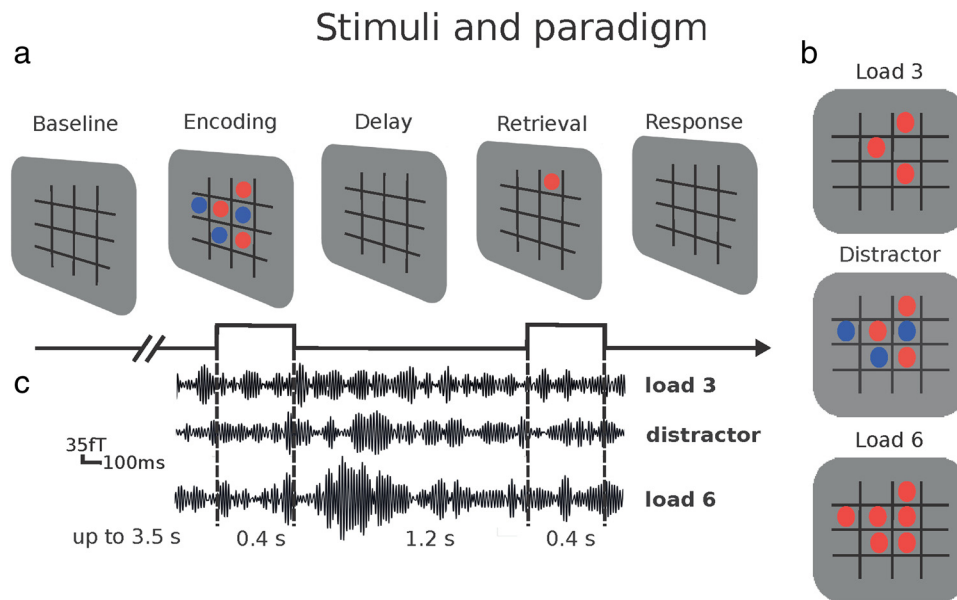 Stimuli and paradigm
a
Baseline
Encoding
Delay
Retrieval
Response
b
Load 3
Distractor
Load 6
c
load 3
distractor
load 6
35fT
100ms
up to 3.5 s
0.4 s
1.2 s
0.4 s